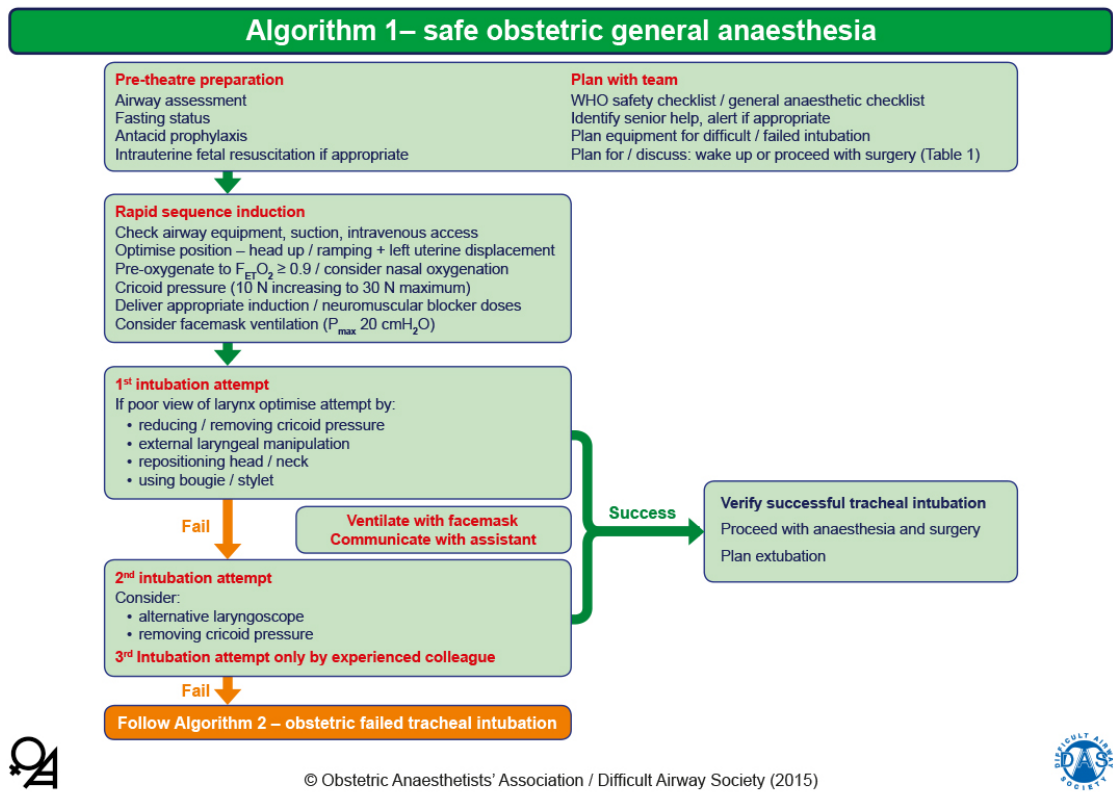 Algorithm 1– safe obstetric general anaesthesia
Pre-theatre preparation
Airway assessment
Fasting status
Antacid prophylaxis
Intrauterine fetal resuscitation if appropriate
Plan with team
WHO safety checklist / general anaesthetic checklist
Identify senior help, alert if appropriate
Plan equipment for difficult / failed intubation
Plan for / discuss: wake up or proceed with surgery (Table 1)
Rapid sequence induction
Check airway equipment, suction, intravenous access
Optimise position – head up / ramping + left uterine displacement
Pre-oxygenate to FETO2 ≥ 0.9 / consider nasal oxygenation
Cricoid pressure (10 N increasing to 30 N maximum)
Deliver appropriate induction / neuromuscular blocker doses
Consider facemask ventilation (Pmax 20 cmH2O)
1st intubation attempt
If poor view of larynx optimise attempt by:
• reducing / removing cricoid pressure
• external laryngeal manipulation
• repositioning head / neck
• using bougie / stylet
Fail
Ventilate with facemask
Communicate with assistant
Success
Verify successful tracheal intubation
Proceed with anaesthesia and surgery
Plan extubation
2nd intubation attempt
Consider:
• alternative laryngoscope
• removing cricoid pressure
3rd Intubation attempt only by experienced colleague
Fail
Follow Algorithm 2 – obstetric failed tracheal intubation
© Obstetric Anaesthetists' Association / Difficult Airway Society (2015)
OAA
DIFFICULT AIRWAY
DAS
SOCIETY